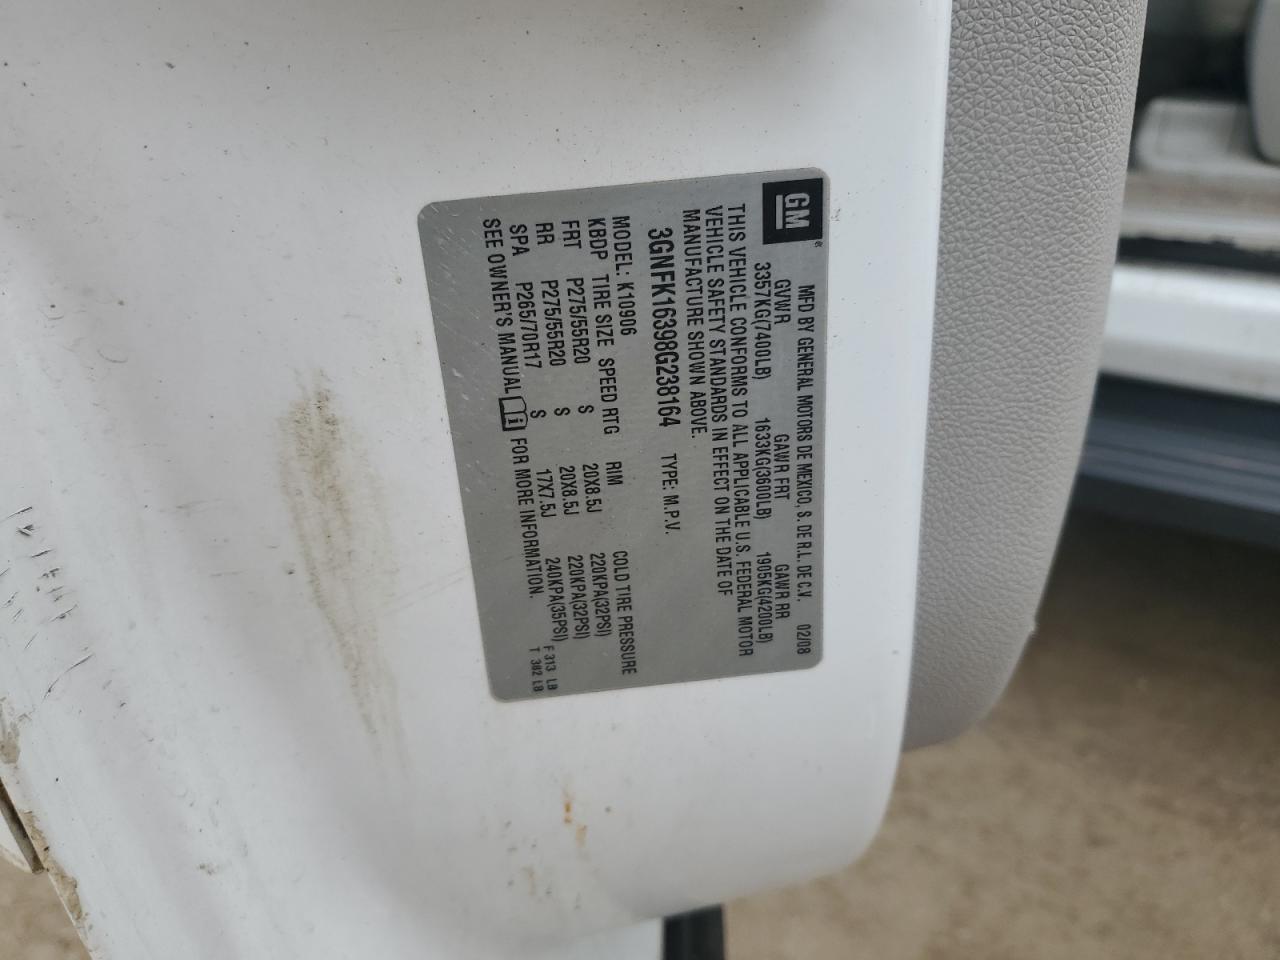 GM®
MFD BY GENERAL MOTORS DE MEXICO, S. DE R.L. DE C.V. 02/08
GVWR GAWR FRT GAWR RR
3357KG(7400LB) 1633KG(3600LB) 1905KG(4200LB)
THIS VEHICLE CONFORMS TO ALL APPLICABLE U.S. FEDERAL MOTOR
VEHICLE SAFETY STANDARDS IN EFFECT ON THE DATE OF
MANUFACTURE SHOWN ABOVE.
3GNFK16398G238164 TYPE: M.P.V.
MODEL: K10906
KBDP TIRE SIZE SPEED RTG RIM COLD TIRE PRESSURE
FRT P275/55R20 S 20X8.5J 220KPA(32PSI)
RR P275/55R20 S 20X8.5J 220KPA(32PSI)
SPA P265/70R17 S 17X7.5J 240KPA(35PSI)
SEE OWNER'S MANUAL i FOR MORE INFORMATION.
F 313 LB
T 382 LB